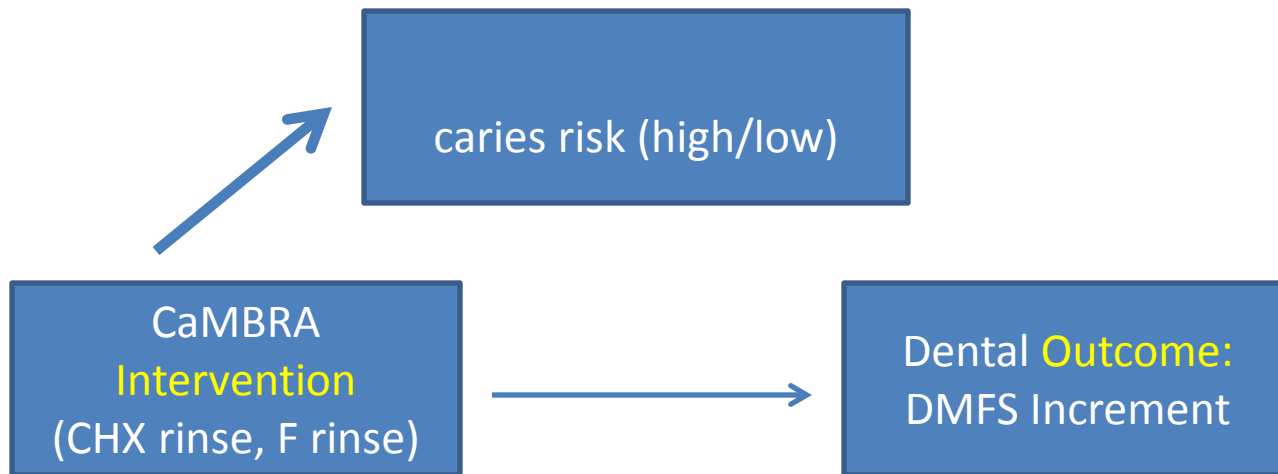 caries risk (high/low)
CaMBRA
Intervention
(CHX rinse, F rinse)
Dental Outcome:
DMFS Increment